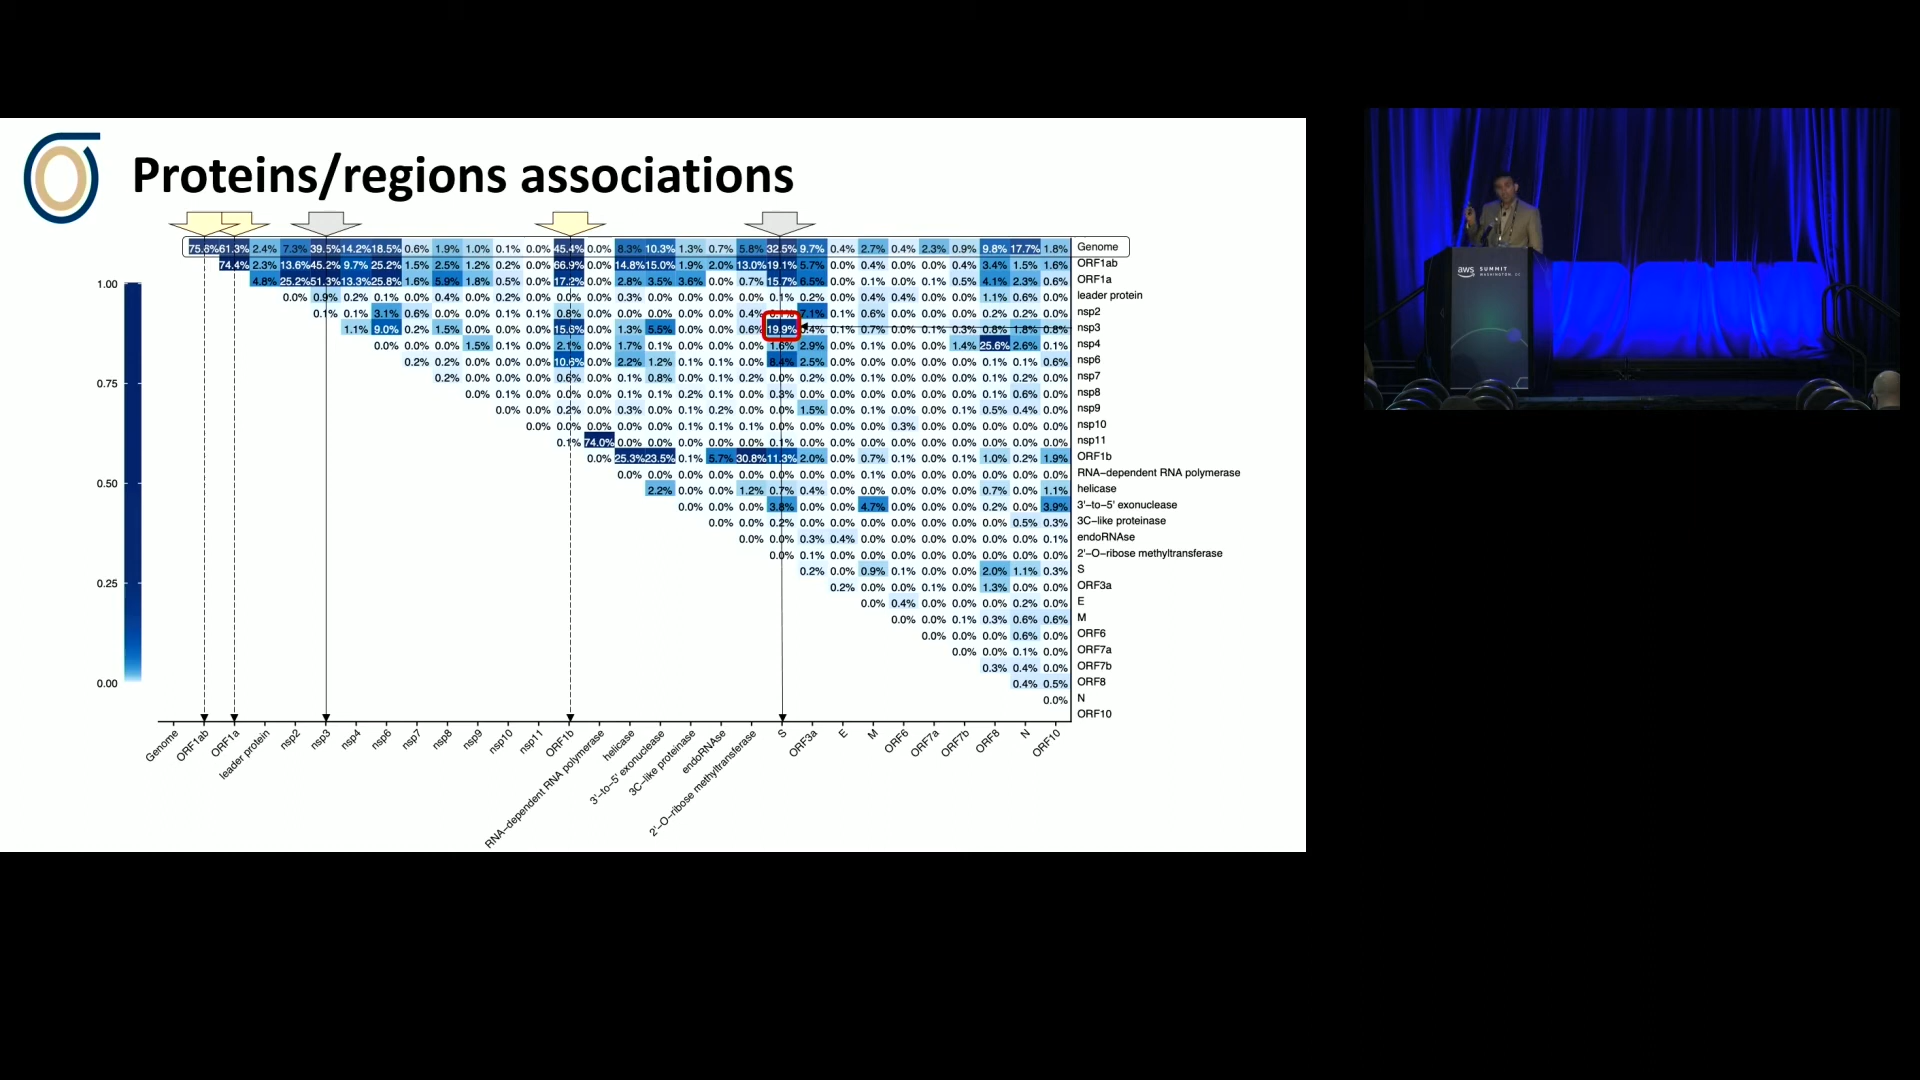 Proteins/regions associations
75.6% 61.3% 2.4% 7.3% 39.5% 14.2% 18.5% 0.6% 1.9% 1.0% 0.1% 0.0% 45.4% 0.0% 8.3% 10.3% 1.3% 0.7% 5.8% 32.5% 9.7% 0.4% 2.7% 0.4% 2.3% 0.9% 9.8% 17.7% 1.8% Genome
74.4% 2.3% 13.6% 45.2% 9.7% 25.2% 1.5% 2.5% 1.2% 0.2% 0.0% 66.9% 0.0% 14.8% 15.0% 1.9% 2.0% 13.0% 19.1% 5.7% 0.0% 0.4% 0.0% 0.0% 0.4% 3.4% 1.5% 1.6% ORF1ab
1.00 4.8% 25.2% 51.3% 13.3% 25.8% 1.6% 5.9% 1.8% 0.5% 0.0% 17.2% 0.0% 2.8% 3.5% 3.6% 0.0% 0.7% 15.7% 6.5% 0.0% 0.1% 0.0% 0.1% 0.5% 4.1% 2.3% 0.6% ORF1a
0.0% 0.9% 0.2% 0.1% 0.0% 0.4% 0.0% 0.2% 0.0% 0.0% 0.0% 0.3% 0.0% 0.0% 0.0% 0.0% 0.1% 0.2% 0.0% 0.4% 0.4% 0.0% 0.0% 1.1% 0.6% 0.0% leader protein
0.1% 0.1% 3.1% 0.6% 0.0% 0.0% 0.1% 0.1% 0.8% 0.0% 0.0% 0.0% 0.0% 0.0% 0.4% 7.1% 0.1% 0.6% 0.0% 0.0% 0.0% 0.2% 0.2% 0.0% nsp2
1.1% 9.0% 0.2% 1.5% 0.0% 0.0% 0.0% 15.6% 0.0% 1.3% 5.5% 0.0% 0.0% 0.6% 19.9% 0.7% 0.0% 0.1% 0.3% 0.8% 1.8% 0.8% nsp3
0.0% 0.0% 0.0% 1.5% 0.1% 0.0% 2.1% 0.0% 1.7% 0.1% 0.0% 0.0% 0.0% 1.6% 2.9% 0.0% 0.1% 0.0% 0.0% 1.4% 25.6% 2.6% 0.1% nsp4
0.2% 0.2% 0.0% 0.0% 0.0% 10.6% 0.0% 2.2% 1.2% 0.1% 0.1% 0.0% 8.4% 2.5% 0.0% 0.1% 0.0% 0.0% 0.0% 0.1% 0.1% 0.6% nsp6
0.75 0.2% 0.0% 0.0% 0.0% 0.6% 0.0% 0.1% 0.8% 0.0% 0.1% 0.2% 0.0% 0.2% 0.0% 0.1% 0.0% 0.0% 0.0% 0.1% 0.2% 0.0% nsp7
0.0% 0.1% 0.0% 0.0% 0.0% 0.1% 0.1% 0.2% 0.1% 0.0% 0.3% 0.0% 0.0% 0.0% 0.0% 0.0% 0.0% 0.1% 0.6% 0.0% nsp8
0.0% 0.0% 0.2% 0.0% 0.3% 0.0% 0.1% 0.2% 0.0% 0.0% 1.5% 0.0% 0.1% 0.0% 0.0% 0.1% 0.5% 0.4% 0.0% nsp9
0.0% 0.0% 0.0% 0.0% 0.0% 0.1% 0.1% 0.1% 0.0% 0.0% 0.0% 0.0% 0.3% 0.0% 0.0% 0.0% 0.0% 0.0% nsp10
0.1% 74.0% 0.0% 0.0% 0.0% 0.0% 0.0% 0.1% 0.0% 0.0% 0.0% 0.0% 0.0% 0.0% 0.0% 0.0% 0.0% nsp11
0.0% 25.3% 23.5% 0.1% 5.7% 30.8% 11.3% 2.0% 0.0% 0.7% 0.1% 0.0% 0.1% 1.0% 0.2% 1.9% ORF1b
0.50 0.0% 0.0% 0.0% 0.0% 0.0% 0.0% 0.0% 0.0% 0.1% 0.0% 0.0% 0.0% 0.0% 0.0% 0.0% RNA-dependent RNA polymerase
2.2% 0.0% 0.0% 1.2% 0.7% 0.4% 0.0% 0.0% 0.0% 0.0% 0.0% 0.7% 0.0% 1.1% helicase
0.0% 0.0% 0.0% 3.8% 0.0% 0.0% 4.7% 0.0% 0.0% 0.0% 0.2% 0.0% 3.9% 3'-to-5' exonuclease
0.0% 0.0% 0.2% 0.0% 0.0% 0.0% 0.0% 0.0% 0.0% 0.0% 0.5% 0.3% 3C-like proteinase
0.0% 0.0% 0.3% 0.4% 0.0% 0.0% 0.0% 0.0% 0.0% 0.0% 0.1% endoRNAse
0.0% 0.1% 0.0% 0.0% 0.0% 0.0% 0.0% 0.0% 0.0% 0.0% 2'-O-ribose methyltransferase
0.2% 0.0% 0.9% 0.1% 0.0% 0.0% 2.0% 1.1% 0.3% S
0.25 0.2% 0.0% 0.0% 0.1% 0.0% 1.3% 0.0% 0.0% ORF3a
0.0% 0.4% 0.0% 0.0% 0.0% 0.2% 0.0% E
0.0% 0.0% 0.1% 0.3% 0.6% 0.6% M
0.0% 0.0% 0.0% 0.6% 0.0% ORF6
0.0% 0.0% 0.1% 0.0% ORF7a
0.3% 0.4% 0.0% ORF7b
0.00 0.4% 0.5% ORF8
0.0% N
ORF10
Genome ORF1ab ORF1a leader protein nsp2 nsp3 nsp4 nsp6 nsp7 nsp8 nsp9 nsp10 nsp11 ORF1b RNA-dependent RNA polymerase helicase 3'-to-5' exonuclease 3C-like proteinase endoRNAse 2'-O-ribose methyltransferase S ORF3a E M ORF6 ORF7a ORF7b ORF8 N ORF10
aws SUMMIT
WASHINGTON, DC